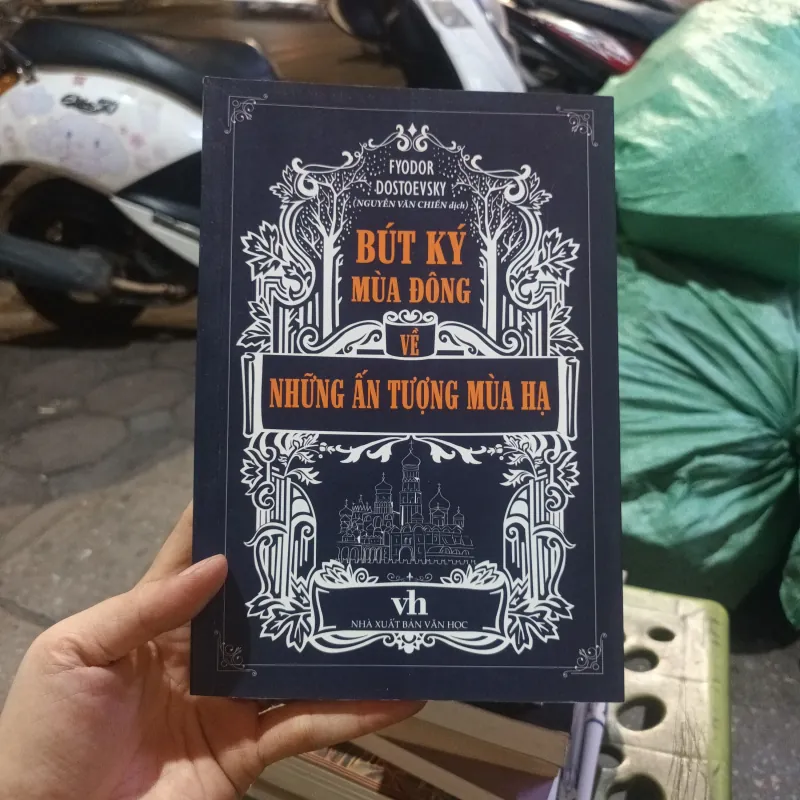 FYODOR
DOSTOEVSKY
(NGUYỄN VĂN CHIẾN dịch)
BÚT KÝ
MÙA ĐÔNG
VỀ
NHỮNG ẤN TƯỢNG MÙA HẠ
vh
NHÀ XUẤT BẢN VĂN HỌC